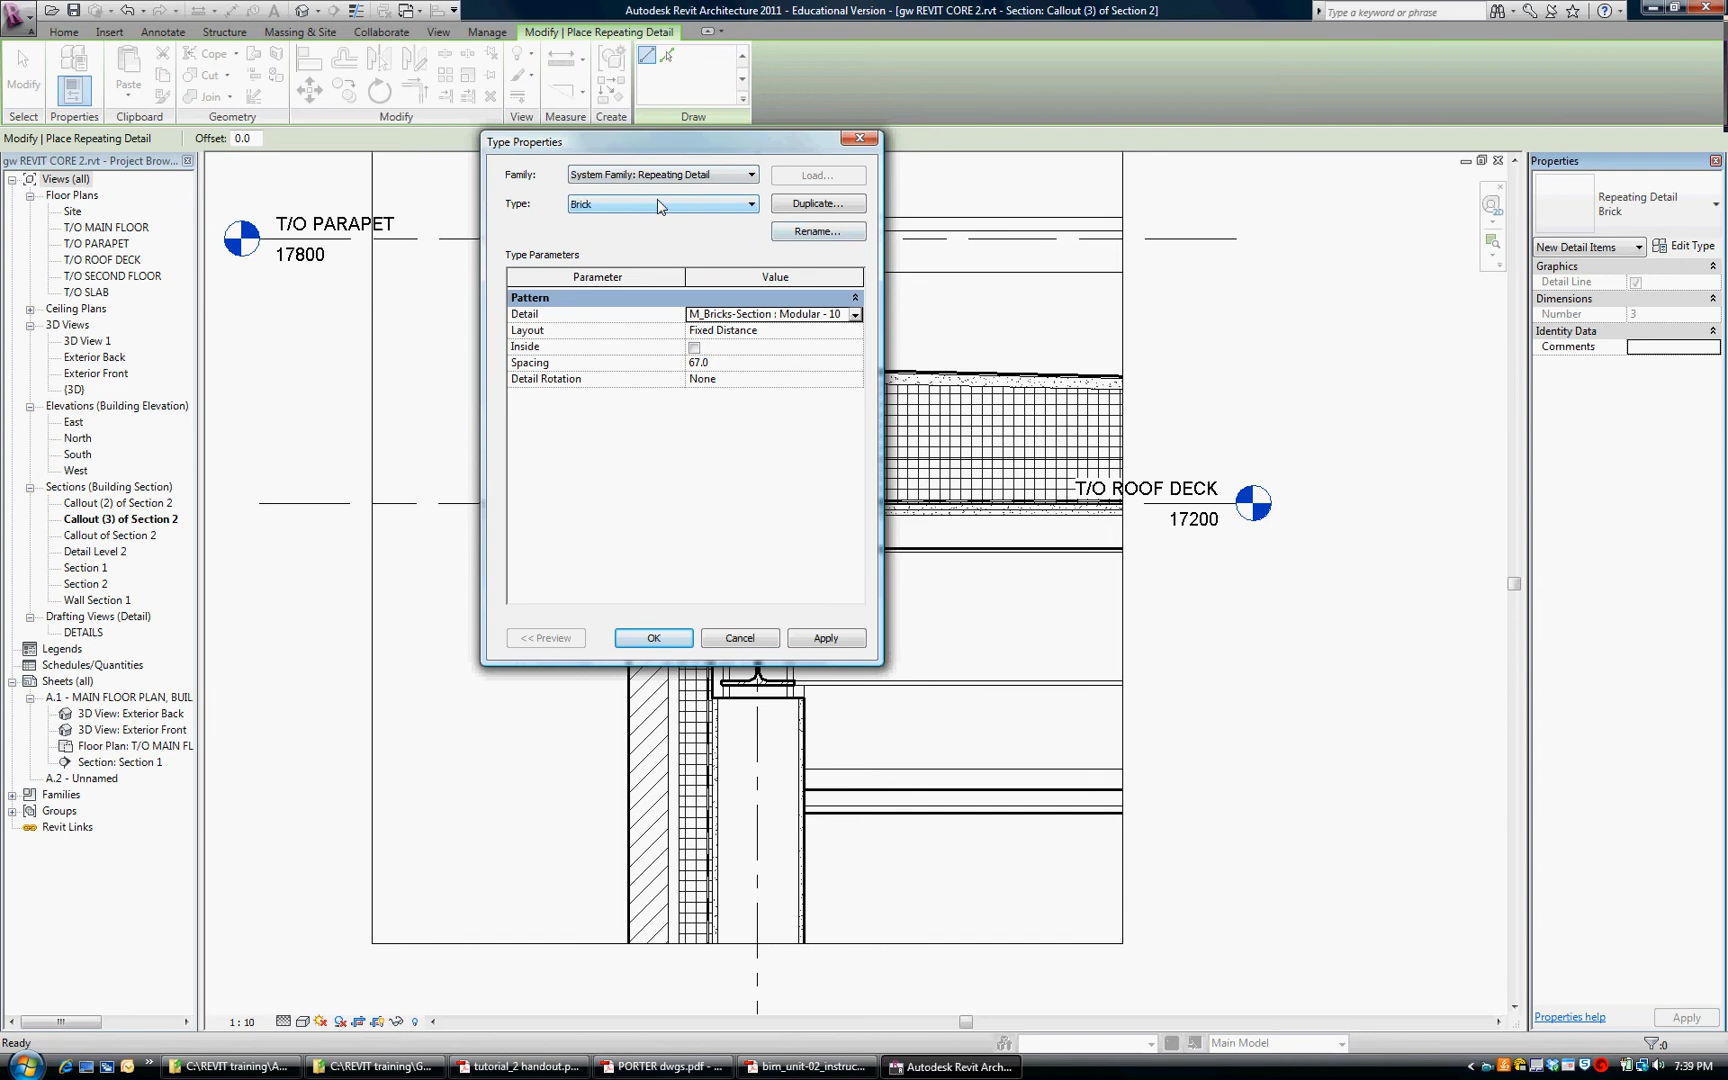 Autodesk Revit Architecture 2011 - Educational Version - [gw REVIT CORE 2.rvt - Section: Callout (3) of Section 2]
Type a keyword or phrase
Home Insert Annotate Structure Massing & Site Collaborate View Manage Modify | Place Repeating Detail
Modify Paste Cope Cut Join
Select Properties Clipboard Geometry Modify View Measure Create Draw
Modify | Place Repeating Detail Offset: 0.0
gw REVIT CORE 2.rvt - Project Brow...
Views (all)
Floor Plans
Site
T/O MAIN FLOOR
T/O PARAPET
T/O ROOF DECK
T/O SECOND FLOOR
T/O SLAB
Ceiling Plans
3D Views
3D View 1
Exterior Back
Exterior Front
{3D}
Elevations (Building Elevation)
East
North
South
West
Sections (Building Section)
Callout (2) of Section 2
Callout (3) of Section 2
Callout of Section 2
Detail Level 2
Section 1
Section 2
Wall Section 1
Drafting Views (Detail)
DETAILS
Legends
Schedules/Quantities
Sheets (all)
A.1 - MAIN FLOOR PLAN, BUIL
3D View: Exterior Back
3D View: Exterior Front
Floor Plan: T/O MAIN FL
Section: Section 1
A.2 - Unnamed
Families
Groups
Revit Links
T/O PARAPET
17800
Type Properties
Family: System Family: Repeating Detail Load...
Type: Brick Duplicate...
Rename...
Type Parameters
Parameter Value
Pattern
Detail M_Bricks-Section : Modular - 10
Layout Fixed Distance
Inside
Spacing 67.0
Detail Rotation None
<< Preview OK Cancel Apply
T/O ROOF DECK
17200
Properties
Repeating Detail
Brick
New Detail Items Edit Type
Graphics
Detail Line
Dimensions
Number 3
Identity Data
Comments
Properties help Apply
1 : 10
Ready
Main Model
:0
C:\REVIT training\A... C:\REVIT training\G... tutorial_2 handout.p... PORTER dwgs.pdf - ... bim_unit-02_instruc... Autodesk Revit Arch...
7:39 PM